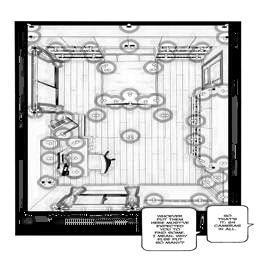 WHOEVER
PUT THEM
HERE MUST'VE
EXPECTED
YOU TO
FIND SOME.
I MEAN, WHY
ELSE PUT
SO MANY?
SO
THAT'S
IT. 64
CAMERAS
IN ALL.